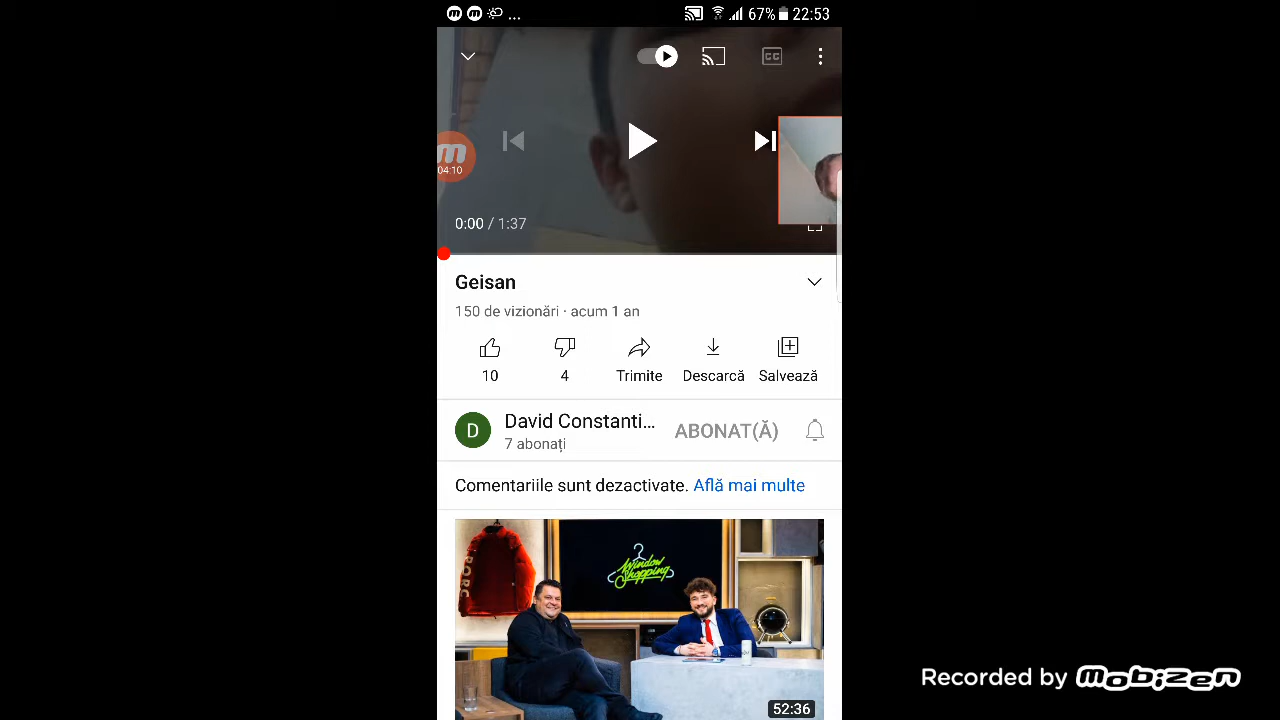 ... 67% 22:53
CC
04:10
0:00 / 1:37
Geisan
150 de vizionări · acum 1 an
10 4 Trimite Descarcă Salvează
D David Constanti... ABONAT(Ă)
7 abonați
Comentariile sunt dezactivate. Află mai multe
Window
Shopping
52:36
Recorded by mobizen